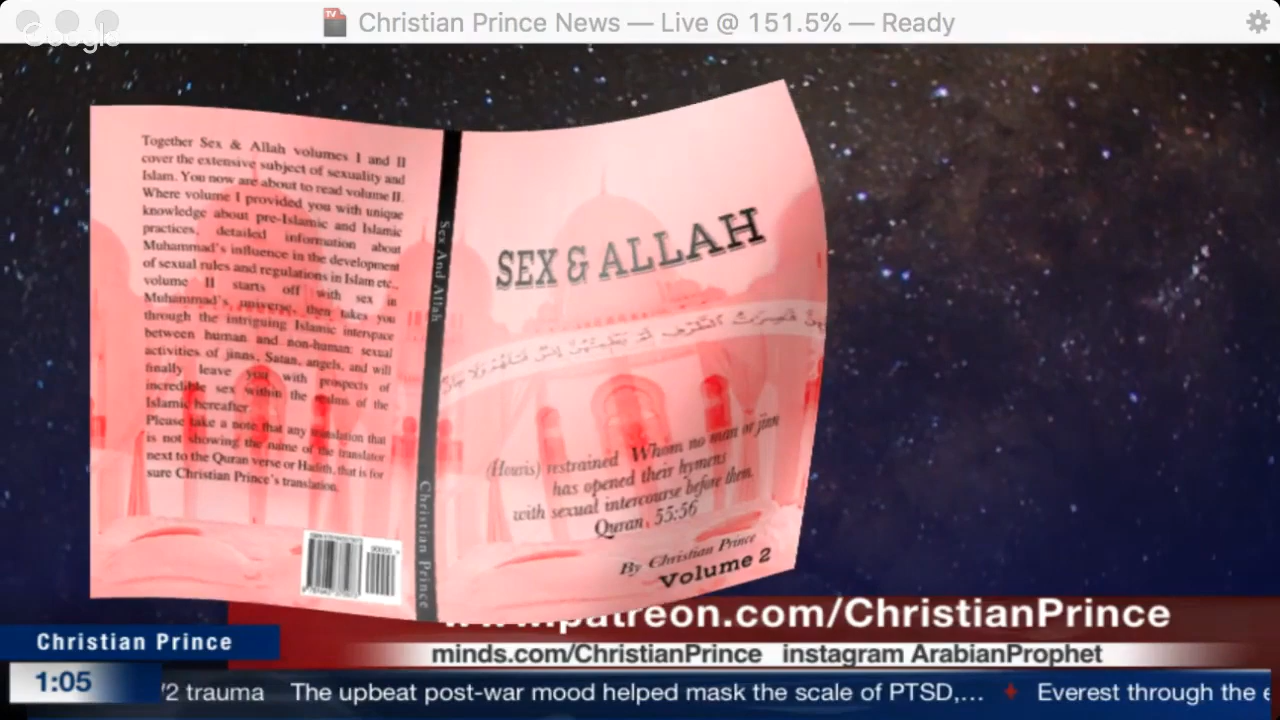 Christian Prince News — Live @ 151.5% — Ready
Google
Together Sex & Allah volumes I and II
cover the extensive subject of sexuality and
Islam. You now are about to read volume II.
Where volume I provided you with unique
knowledge about pre-Islamic and Islamic
practices, detailed information about
Muhammad's influence in the development
of sexual rules and regulations in Islam etc.,
volume II starts off with sex in
Muhammad's universe, then takes you
through the intriguing Islamic interspace
between human and non-human: sexual
activities of jinns, Satan, angels, and will
finally leave you with prospects of
incredible sex within the realms of the
Islamic hereafter.
Please take a note that any translation that
is not showing the name of the translator
next to the Quran verse or Hadith, that is for
sure Christian Prince's translation.
Sex And Allah
Christian Prince
SEX & ALLAH
(Houris) restrained Whom no man or jinn
has opened their hymens
with sexual intercourse before them.
Quran, 55:56
By Christian Prince
Volume 2
www.patreon.com/ChristianPrince
Christian Prince
minds.com/ChristianPrince instagram ArabianProphet
1:05
/2 trauma The upbeat post-war mood helped mask the scale of PTSD,... Everest through the